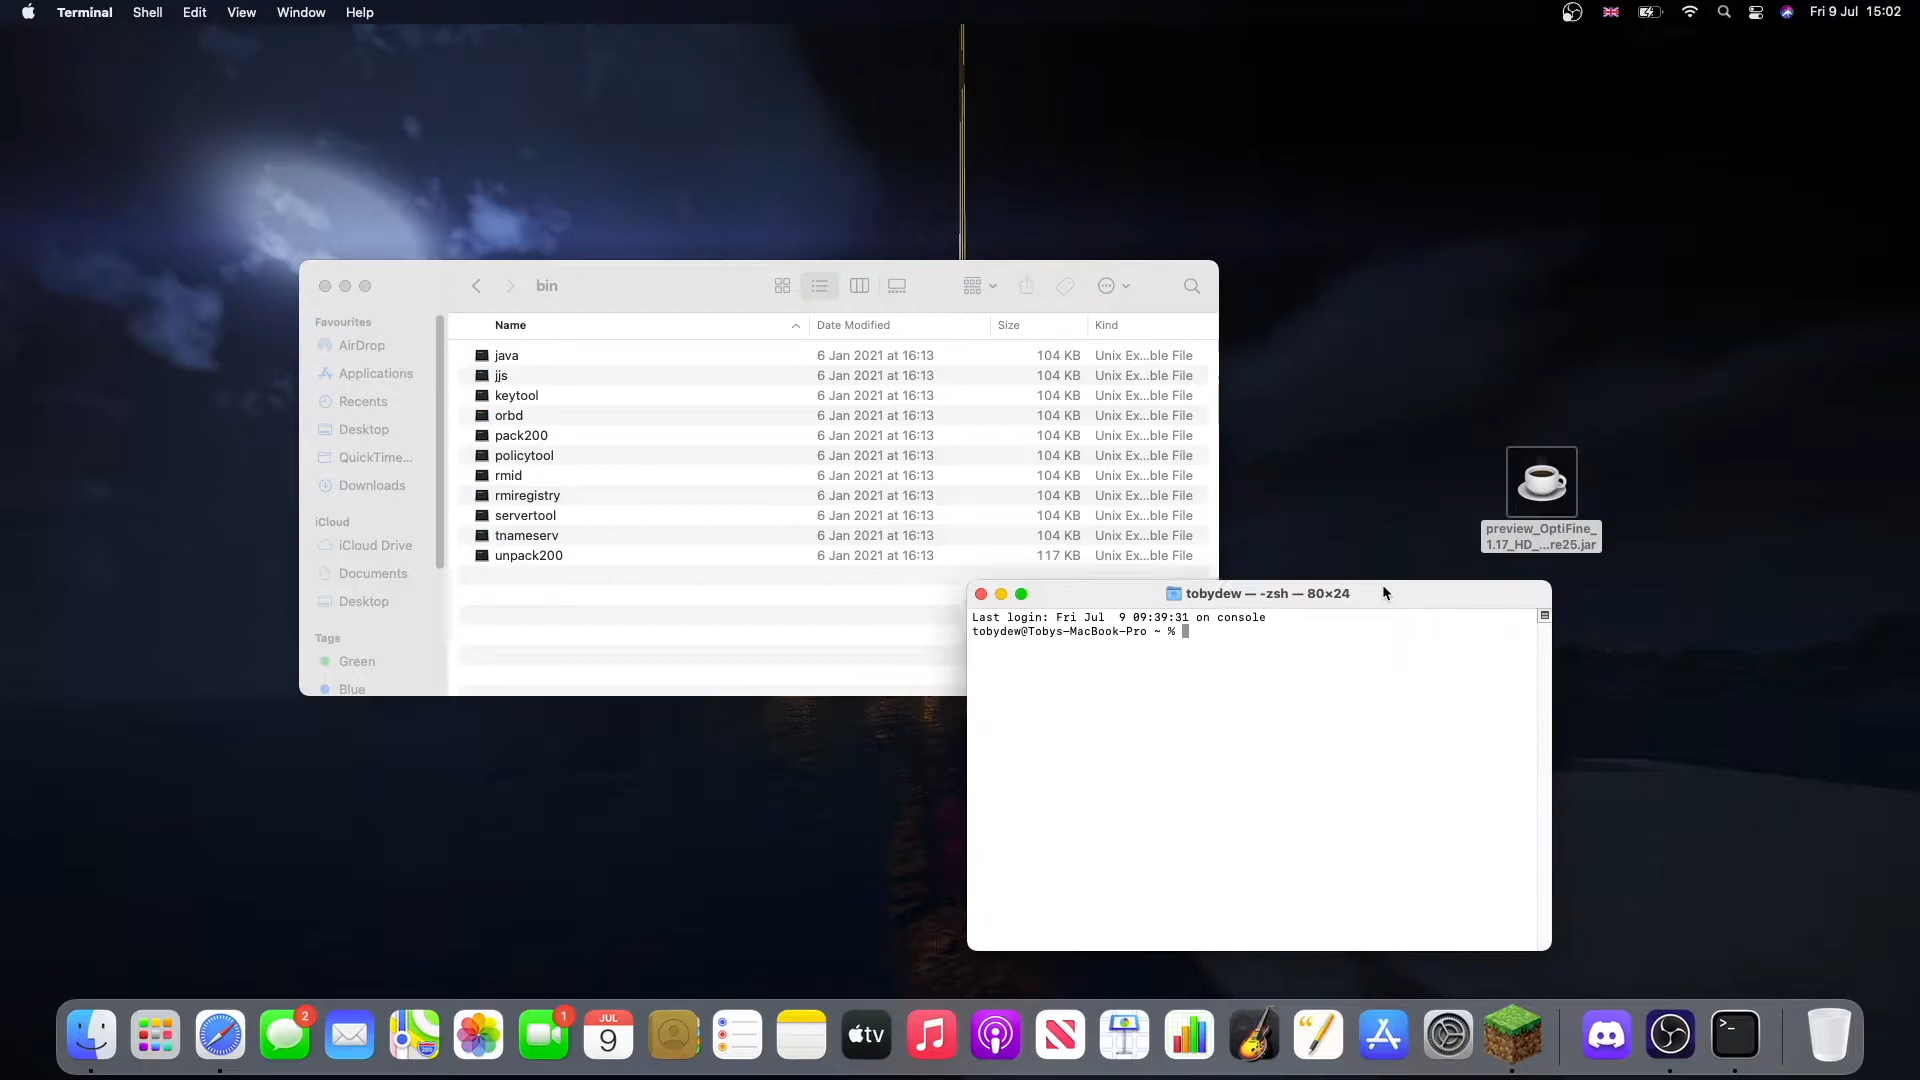 Terminal Shell Edit View Window Help Fri 9 Jul 15:02
bin
Favourites
AirDrop
Applications
Recents
Desktop
QuickTime...
Downloads
iCloud
iCloud Drive
Documents
Desktop
Tags
Green
Blue
Name Date Modified Size Kind
java 6 Jan 2021 at 16:13 104 KB Unix Ex...ble File
jjs 6 Jan 2021 at 16:13 104 KB Unix Ex...ble File
keytool 6 Jan 2021 at 16:13 104 KB Unix Ex...ble File
orbd 6 Jan 2021 at 16:13 104 KB Unix Ex...ble File
pack200 6 Jan 2021 at 16:13 104 KB Unix Ex...ble File
policytool 6 Jan 2021 at 16:13 104 KB Unix Ex...ble File
rmid 6 Jan 2021 at 16:13 104 KB Unix Ex...ble File
rmiregistry 6 Jan 2021 at 16:13 104 KB Unix Ex...ble File
servertool 6 Jan 2021 at 16:13 104 KB Unix Ex...ble File
tnameserv 6 Jan 2021 at 16:13 104 KB Unix Ex...ble File
unpack200 6 Jan 2021 at 16:13 117 KB Unix Ex...ble File
preview_OptiFine_
1.17_HD_...re25.jar
tobydew — -zsh — 80×24
Last login: Fri Jul  9 09:39:31 on console
tobydew@Tobys-MacBook-Pro ~ %
2
1
JUL
9
tv
>_